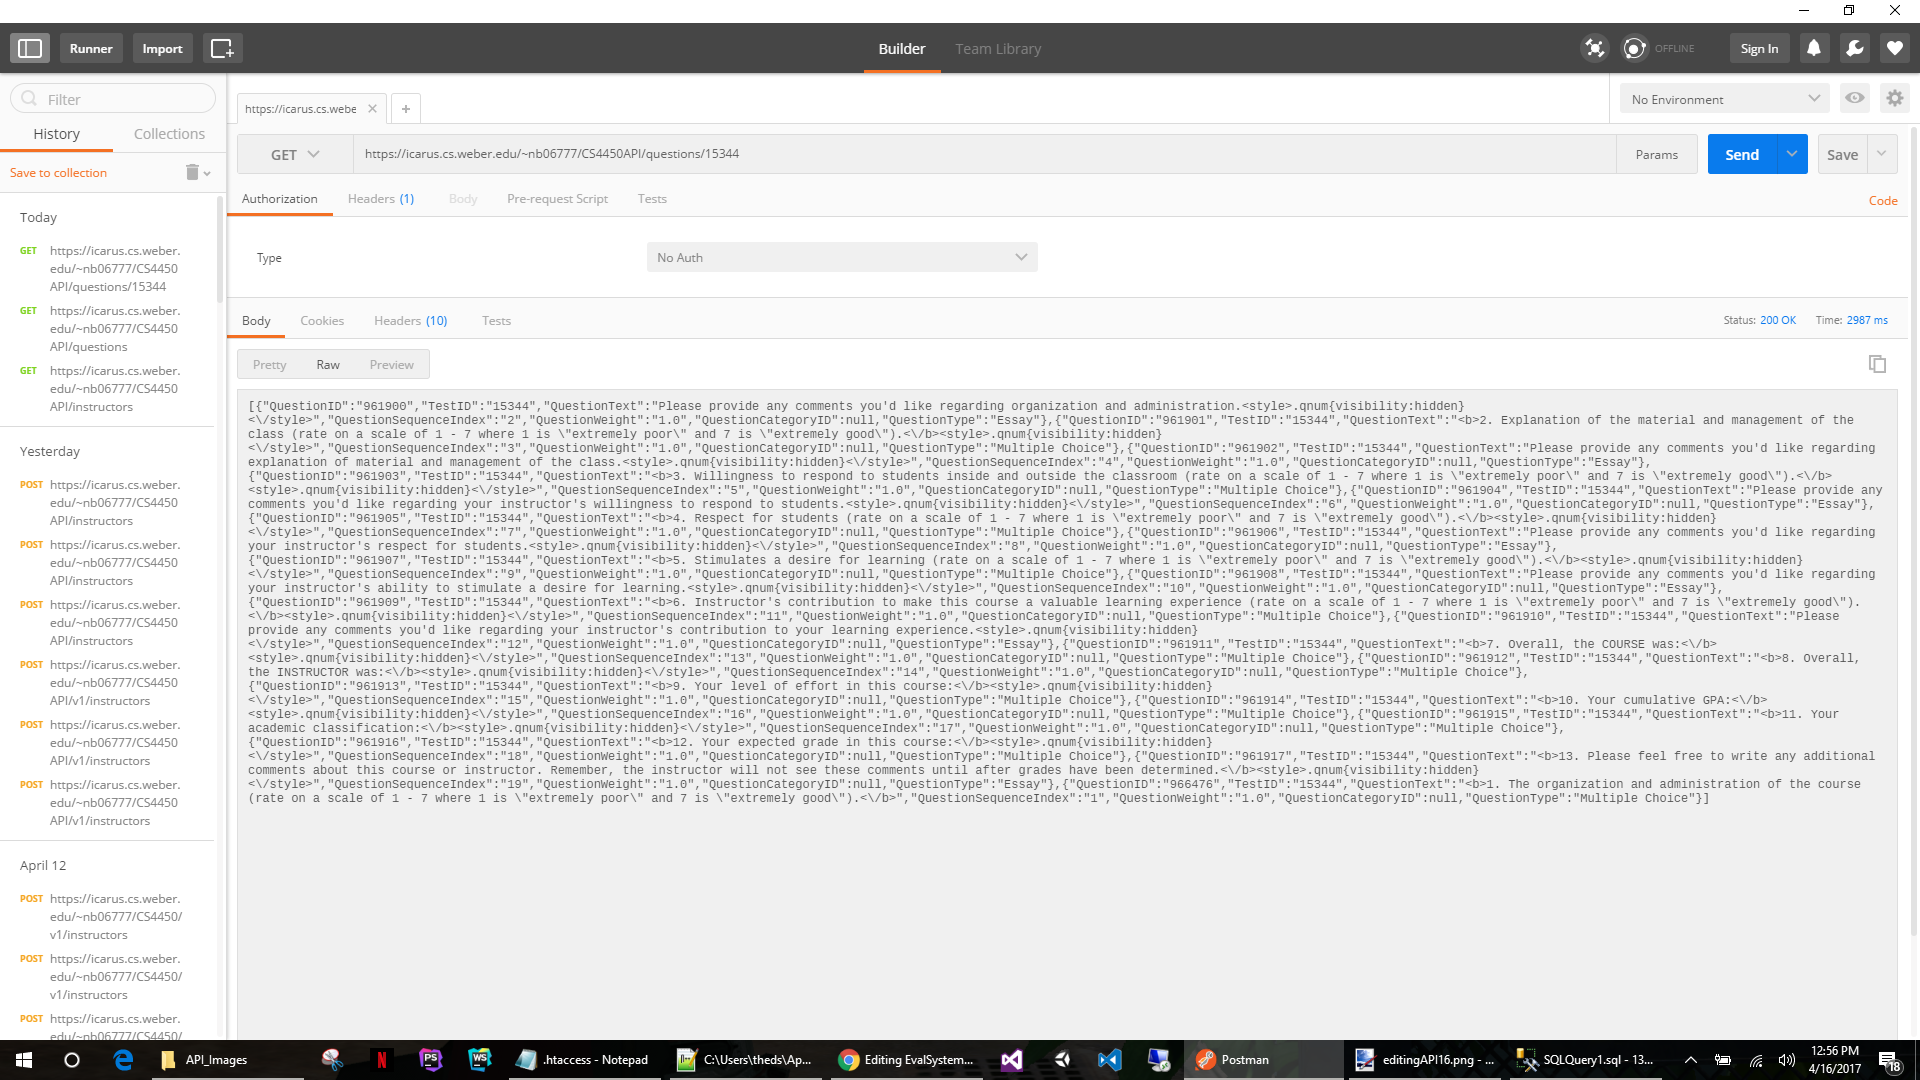 Runner
Import
Builder
Team Library
OFFLINE
Sign In
Filter
History
Collections
Save to collection
Today
GET https://icarus.cs.weber.
edu/~nb06777/CS4450
API/questions/15344
GET https://icarus.cs.weber.
edu/~nb06777/CS4450
API/questions
GET https://icarus.cs.weber.
edu/~nb06777/CS4450
API/instructors
Yesterday
POST https://icarus.cs.weber.
edu/~nb06777/CS4450
API/instructors
POST https://icarus.cs.weber.
edu/~nb06777/CS4450
API/instructors
POST https://icarus.cs.weber.
edu/~nb06777/CS4450
API/instructors
POST https://icarus.cs.weber.
edu/~nb06777/CS4450
API/v1/instructors
POST https://icarus.cs.weber.
edu/~nb06777/CS4450
API/v1/instructors
POST https://icarus.cs.weber.
edu/~nb06777/CS4450
API/v1/instructors
April 12
POST https://icarus.cs.weber.
edu/~nb06777/CS4450/
v1/instructors
POST https://icarus.cs.weber.
edu/~nb06777/CS4450/
v1/instructors
POST https://icarus.cs.weber.
edu/~nb06777/CS4450/
https://icarus.cs.webe
No Environment
GET
https://icarus.cs.weber.edu/~nb06777/CS4450API/questions/15344
Params
Send
Save
Authorization
Headers (1)
Body
Pre-request Script
Tests
Code
Type
No Auth
Body
Cookies
Headers (10)
Tests
Status: 200 OK
Time: 2987 ms
Pretty
Raw
Preview
[{"QuestionID":"961900","TestID":"15344","QuestionText":"Please provide any comments you'd like regarding organization and administration.<style>.qnum{visibility:hidden}
<\/style>","QuestionSequenceIndex":"2","QuestionWeight":"1.0","QuestionCategoryID":null,"QuestionType":"Essay"},{"QuestionID":"961901","TestID":"15344","QuestionText":"<b>2. Explanation of the material and management of the
class (rate on a scale of 1 - 7 where 1 is \"extremely poor\" and 7 is \"extremely good\").<\/b><style>.qnum{visibility:hidden}
<\/style>","QuestionSequenceIndex":"3","QuestionWeight":"1.0","QuestionCategoryID":null,"QuestionType":"Multiple Choice"},{"QuestionID":"961902","TestID":"15344","QuestionText":"Please provide any comments you'd like regarding
explanation of material and management of the class.<style>.qnum{visibility:hidden}<\/style>","QuestionSequenceIndex":"4","QuestionWeight":"1.0","QuestionCategoryID":null,"QuestionType":"Essay"},
{"QuestionID":"961903","TestID":"15344","QuestionText":"<b>3. Willingness to respond to students inside and outside the classroom (rate on a scale of 1 - 7 where 1 is \"extremely poor\" and 7 is \"extremely good\").<\/b>
<style>.qnum{visibility:hidden}<\/style>","QuestionSequenceIndex":"5","QuestionWeight":"1.0","QuestionCategoryID":null,"QuestionType":"Multiple Choice"},{"QuestionID":"961904","TestID":"15344","QuestionText":"Please provide any
comments you'd like regarding your instructor's willingness to respond to students.<style>.qnum{visibility:hidden}<\/style>","QuestionSequenceIndex":"6","QuestionWeight":"1.0","QuestionCategoryID":null,"QuestionType":"Essay"},
{"QuestionID":"961905","TestID":"15344","QuestionText":"<b>4. Respect for students (rate on a scale of 1 - 7 where 1 is \"extremely poor\" and 7 is \"extremely good\").<\/b><style>.qnum{visibility:hidden}
<\/style>","QuestionSequenceIndex":"7","QuestionWeight":"1.0","QuestionCategoryID":null,"QuestionType":"Multiple Choice"},{"QuestionID":"961906","TestID":"15344","QuestionText":"Please provide any comments you'd like regarding
your instructor's respect for students.<style>.qnum{visibility:hidden}<\/style>","QuestionSequenceIndex":"8","QuestionWeight":"1.0","QuestionCategoryID":null,"QuestionType":"Essay"},
{"QuestionID":"961907","TestID":"15344","QuestionText":"<b>5. Stimulates a desire for learning (rate on a scale of 1 - 7 where 1 is \"extremely poor\" and 7 is \"extremely good\").<\/b><style>.qnum{visibility:hidden}
<\/style>","QuestionSequenceIndex":"9","QuestionWeight":"1.0","QuestionCategoryID":null,"QuestionType":"Multiple Choice"},{"QuestionID":"961908","TestID":"15344","QuestionText":"Please provide any comments you'd like regarding
your instructor's ability to stimulate a desire for learning.<style>.qnum{visibility:hidden}<\/style>","QuestionSequenceIndex":"10","QuestionWeight":"1.0","QuestionCategoryID":null,"QuestionType":"Essay"},
{"QuestionID":"961909","TestID":"15344","QuestionText":"<b>6. Instructor's contribution to make this course a valuable learning experience (rate on a scale of 1 - 7 where 1 is \"extremely poor\" and 7 is \"extremely good\").
<\/b><style>.qnum{visibility:hidden}<\/style>","QuestionSequenceIndex":"11","QuestionWeight":"1.0","QuestionCategoryID":null,"QuestionType":"Multiple Choice"},{"QuestionID":"961910","TestID":"15344","QuestionText":"Please
provide any comments you'd like regarding your instructor's contribution to your learning experience.<style>.qnum{visibility:hidden}
<\/style>","QuestionSequenceIndex":"12","QuestionWeight":"1.0","QuestionCategoryID":null,"QuestionType":"Essay"},{"QuestionID":"961911","TestID":"15344","QuestionText":"<b>7. Overall, the COURSE was:<\/b>
<style>.qnum{visibility:hidden}<\/style>","QuestionSequenceIndex":"13","QuestionWeight":"1.0","QuestionCategoryID":null,"QuestionType":"Multiple Choice"},{"QuestionID":"961912","TestID":"15344","QuestionText":"<b>8. Overall,
the INSTRUCTOR was:<\/b><style>.qnum{visibility:hidden}<\/style>","QuestionSequenceIndex":"14","QuestionWeight":"1.0","QuestionCategoryID":null,"QuestionType":"Multiple Choice"},
{"QuestionID":"961913","TestID":"15344","QuestionText":"<b>9. Your level of effort in this course:<\/b><style>.qnum{visibility:hidden}
<\/style>","QuestionSequenceIndex":"15","QuestionWeight":"1.0","QuestionCategoryID":null,"QuestionType":"Multiple Choice"},{"QuestionID":"961914","TestID":"15344","QuestionText":"<b>10. Your cumulative GPA:<\/b>
<style>.qnum{visibility:hidden}<\/style>","QuestionSequenceIndex":"16","QuestionWeight":"1.0","QuestionCategoryID":null,"QuestionType":"Multiple Choice"},{"QuestionID":"961915","TestID":"15344","QuestionText":"<b>11. Your
academic classification:<\/b><style>.qnum{visibility:hidden}<\/style>","QuestionSequenceIndex":"17","QuestionWeight":"1.0","QuestionCategoryID":null,"QuestionType":"Multiple Choice"},
{"QuestionID":"961916","TestID":"15344","QuestionText":"<b>12. Your expected grade in this course:<\/b><style>.qnum{visibility:hidden}
<\/style>","QuestionSequenceIndex":"18","QuestionWeight":"1.0","QuestionCategoryID":null,"QuestionType":"Multiple Choice"},{"QuestionID":"961917","TestID":"15344","QuestionText":"<b>13. Please feel free to write any additional
comments about this course or instructor. Remember, the instructor will not see these comments until after grades have been determined.<\/b><style>.qnum{visibility:hidden}
<\/style>","QuestionSequenceIndex":"19","QuestionWeight":"1.0","QuestionCategoryID":null,"QuestionType":"Essay"},{"QuestionID":"966476","TestID":"15344","QuestionText":"<b>1. The organization and administration of the course
(rate on a scale of 1 - 7 where 1 is \"extremely poor\" and 7 is \"extremely good\").<\/b>","QuestionSequenceIndex":"1","QuestionWeight":"1.0","QuestionCategoryID":null,"QuestionType":"Multiple Choice"}]
API_Images
N
PS
WS
.htaccess - Notepad
C:\Users\theds\Ap...
Editing EvalSystem...
Postman
editingAPI16.png - ...
SQLQuery1.sql - 13...
12:56 PM
4/16/2017
18